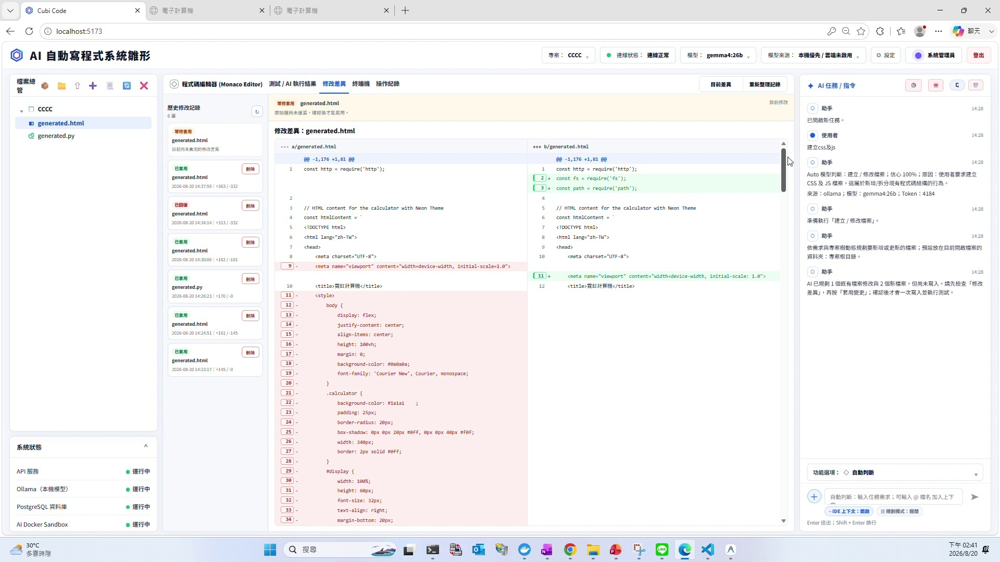 Cubi Code
電子計算機
電子計算機
localhost:5173
聊天
AI 自動寫程式系統雛形
專案： CCCC
連線狀態： 連線正常
模型： gemma4:26b
模型來源： 本機優先 / 雲端未啟用
設定
系統管理員
登出
檔案總管
CCCC
generated.html
generated.py
系統狀態
API 服務 運行中
Ollama（本機模型） 運行中
PostgreSQL 資料庫 運行中
AI Docker Sandbox 運行中
程式碼編輯器 (Monaco Editor) 測試 / AI 執行結果 修改差異 終端機 操作紀錄
目前差異 重新整理記錄
歷史修改記錄
6 筆
等待套用
generated.html
目前尚未套用的修改差異
已套用 刪除
generated.html
2026-08-20 14:37:59 | +363 / -332
已回復 刪除
generated.html
2026-08-20 14:34:14 | +313 / -332
已套用 刪除
generated.html
2026-08-20 14:30:06 | +162 / -161
已套用 刪除
generated.py
2026-08-20 14:26:23 | +170 / -0
已套用 刪除
generated.html
2026-08-20 14:24:51 | +161 / -145
已套用 刪除
generated.html
2026-08-20 14:23:17 | +145 / -0
等待套用 generated.html 目前修改
原始檔尚未覆蓋，確認後才能套用。
修改差異：generated.html
--- a/generated.html
@@ -1,176 +1,81 @@
1 const http = require('http');
2
3 // HTML content for the calculator with Neon Theme
4 const htmlContent = `
5 <!DOCTYPE html>
6 <html lang="zh-TW">
7 <head>
8 <meta charset="UTF-8">
9 - <meta name="viewport" content="width=device-width, initial-scale=1.0">
10 <title>霓虹計算機</title>
11 - <style>
12 - body {
13 - display: flex;
14 - justify-content: center;
15 - align-items: center;
16 - height: 100vh;
17 - margin: 0;
18 - background-color: #0a0a0a;
19 - font-family: 'Courier New', Courier, monospace;
20 - }
21 - .calculator {
22 - background-color: #1a1a1 ;
23 - padding: 25px;
24 - border-radius: 20px;
25 - box-shadow: 0px 0px 20px #0ff, 0px 0px 40px #f0f;
26 - width: 340px;
27 - border: 2px solid #0ff;
28 - }
29 - #display {
30 - width: 100%;
31 - height: 60px;
32 - font-size: 32px;
33 - text-align: right;
34 - margin-bottom: 20px;
+++ b/generated.html
@@ -1,176 +1,81 @@
1 const http = require('http');
2 + const fs = require('fs');
3 + const path = require('path');
4
5 // HTML content for the calculator with Neon Theme
6 const htmlContent = `
7 <!DOCTYPE html>
8 <html lang="zh-TW">
9 <head>
10 <meta charset="UTF-8">
11 + <meta name="viewport" content="width=device-width, initial-scale: 1.0">
12 <title>霓虹計算機</title>
AI 任務 / 指令
助手 14:28
已開啟新任務。
使用者 14:28
建立css及js
助手 14:28
Auto 模型判斷：建立 / 修改檔案；信心 100%；原因：使用者要求建立
CSS 及 JS 檔案，這屬於新增/拆分現有程式碼結構的行為。
來源：ollama；模型：gemma4:26b；Token：4184
助手 14:28
準備執行「建立 / 修改檔案」。
助手 14:28
依需求與專案樹動態規劃要新增或更新的檔案；預設放在目前開啟檔案的
資料夾：專案根目錄。
助手 14:28
AI 已規劃 1 個既有檔案修改與 2 個新檔案，但尚未寫入。請先檢查「修改
差異」，再按「套用變更」；確認後才會一次寫入並執行測試。
功能選項： ◇ 自動判斷
自動判斷：輸入任務需求；可輸入 @ 檔名 加入上下
IDE 上下文：開啟 規劃模式：關閉
Enter 送出；Shift + Enter 換行
30°C
多雲時陰
搜尋
下午 02:41
2026/8/20